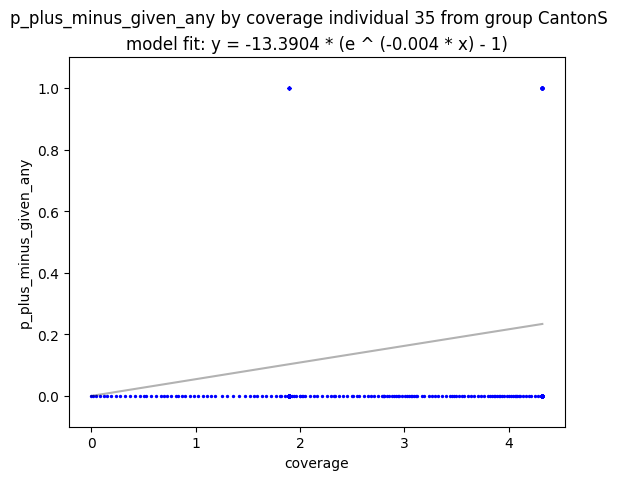 p_plus_minus_given_any by coverage individual 35 from group CantonS
model fit: y = -13.3904 * (e ^ (-0.004 * x) - 1)
1.0
0.8
0.6
0.4
0.2
0.0
p_plus_minus_given_any
0 1 2 3 4
coverage